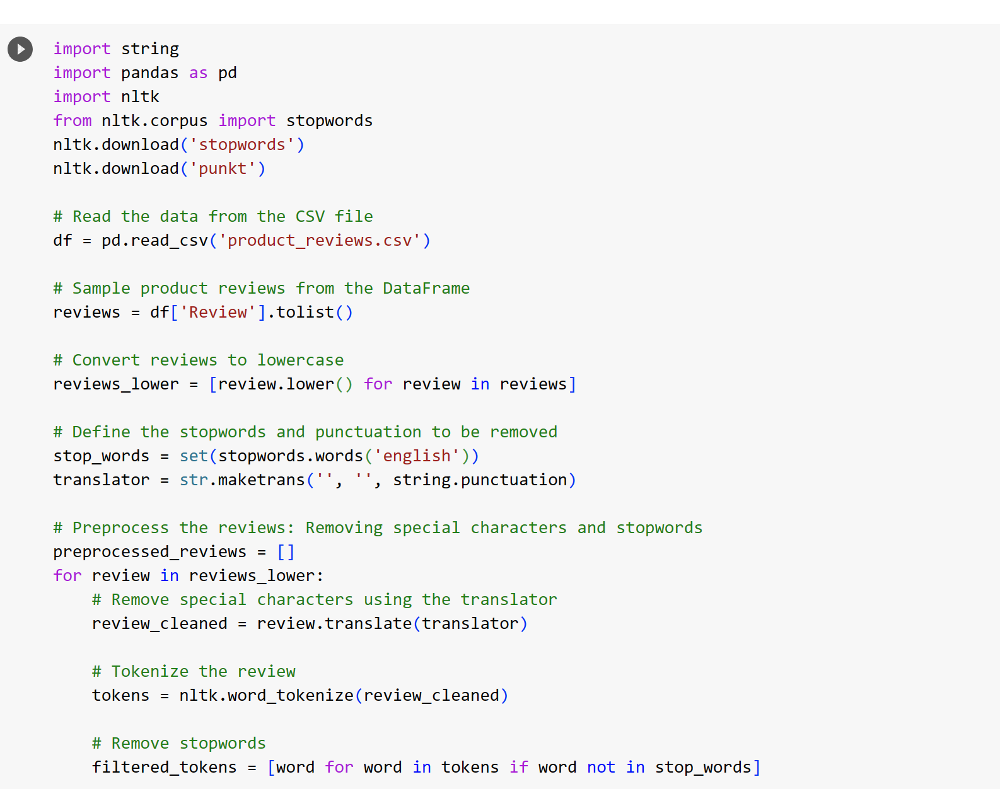 import string
import pandas as pd
import nltk
from nltk.corpus import stopwords
nltk.download('stopwords')
nltk.download('punkt')
# Read the data from the CSV file
df = pd.read_csv('product_reviews.csv')
# Sample product reviews from the DataFrame
reviews = df['Review'].tolist()
# Convert reviews to lowercase
reviews_lower = [review.lower() for review in reviews]
# Define the stopwords and punctuation to be removed
stop_words = set(stopwords.words('english'))
translator = str.maketrans('', '', string.punctuation)
# Preprocess the reviews: Removing special characters and stopwords
preprocessed_reviews = []
for review in reviews_lower:
    # Remove special characters using the translator
    review_cleaned = review.translate(translator)
    # Tokenize the review
    tokens = nltk.word_tokenize(review_cleaned)
    # Remove stopwords
    filtered_tokens = [word for word in tokens if word not in stop_words]